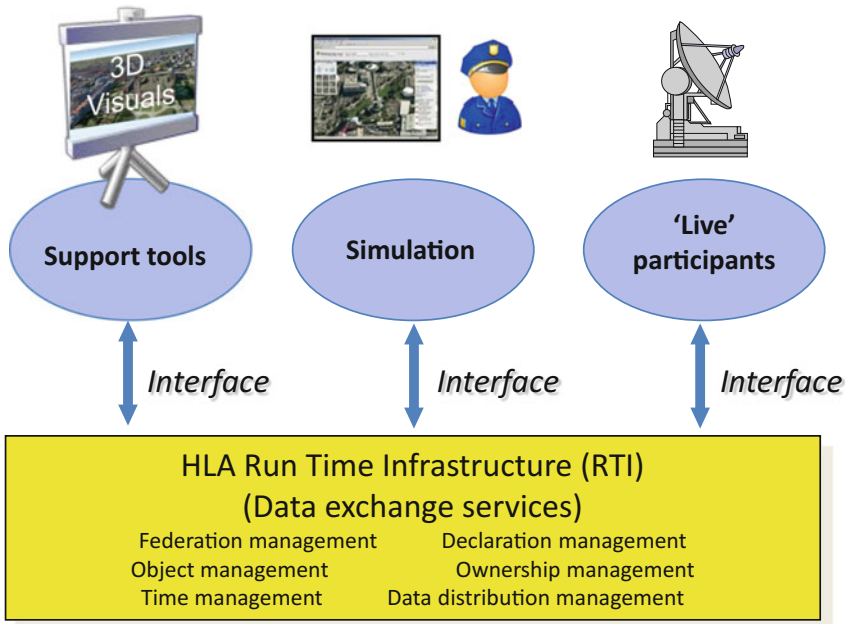 3D
Visuals
Support tools
Simulation
‘Live’
participants
Interface
Interface
Interface
HLA Run Time Infrastructure (RTI)
(Data exchange services)
Federation management Declaration management
Object management Ownership management
Time management Data distribution management